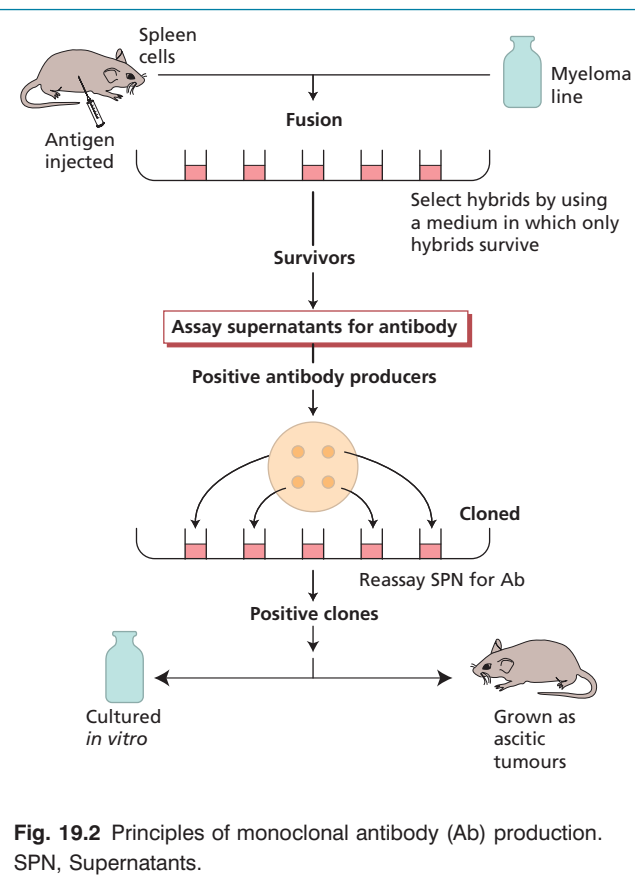 Spleen
cells
Myeloma
line
Antigen
injected
Fusion
Select hybrids by using
a medium in which only
hybrids survive
Survivors
Assay supernatants for antibody
Positive antibody producers
Cloned
Reassay SPN for Ab
Positive clones
Cultured
in vitro
Grown as
ascitic
tumours
Fig. 19.2 Principles of monoclonal antibody (Ab) production.
SPN, Supernatants.